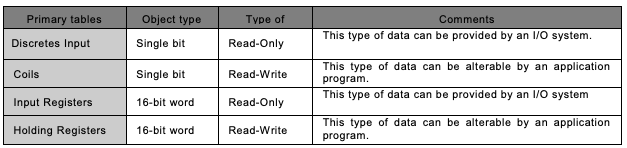 Primary tables Object type Type of Comments
Discretes Input Single bit Read-Only This type of data can be provided by an I/O system.
Coils Single bit Read-Write This type of data can be alterable by an application
program.
Input Registers 16-bit word Read-Only This type of data can be provided by an I/O system
Holding Registers 16-bit word Read-Write This type of data can be alterable by an application
program.